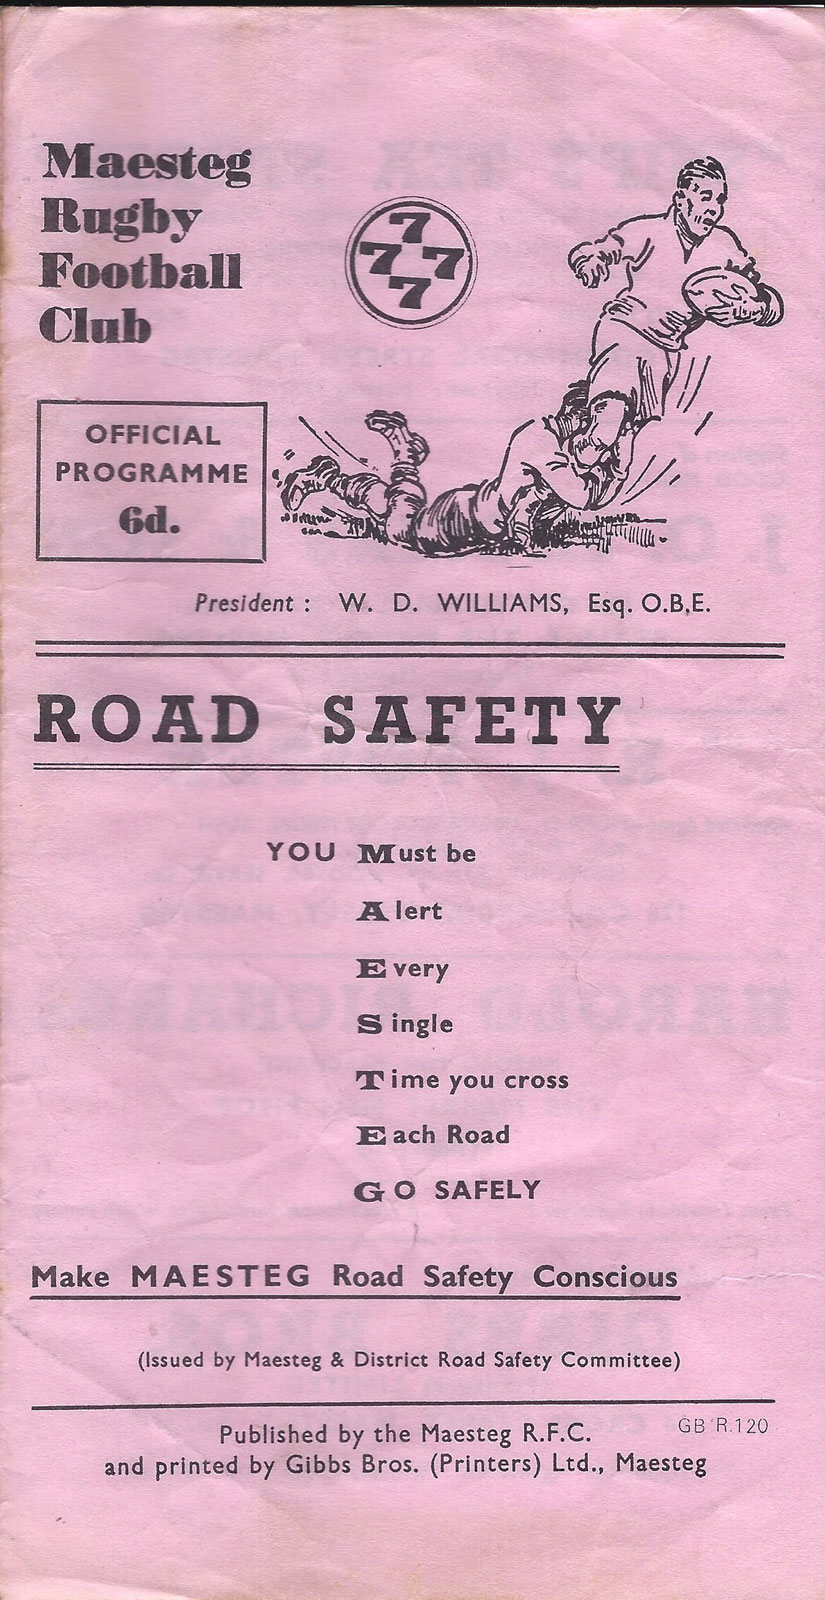 Maesteg
Rugby
Football
Club
7
7 7
7
OFFICIAL
PROGRAMME
6d.
President : W. D. WILLIAMS, Esq. O.B.E.
ROAD SAFETY
YOU Must be
Alert
Every
Single
Time you cross
Each Road
GO SAFELY
Make MAESTEG Road Safety Conscious
(Issued by Maesteg & District Road Safety Committee)
Published by the Maesteg R.F.C.
GB R.120
and printed by Gibbs Bros. (Printers) Ltd., Maesteg